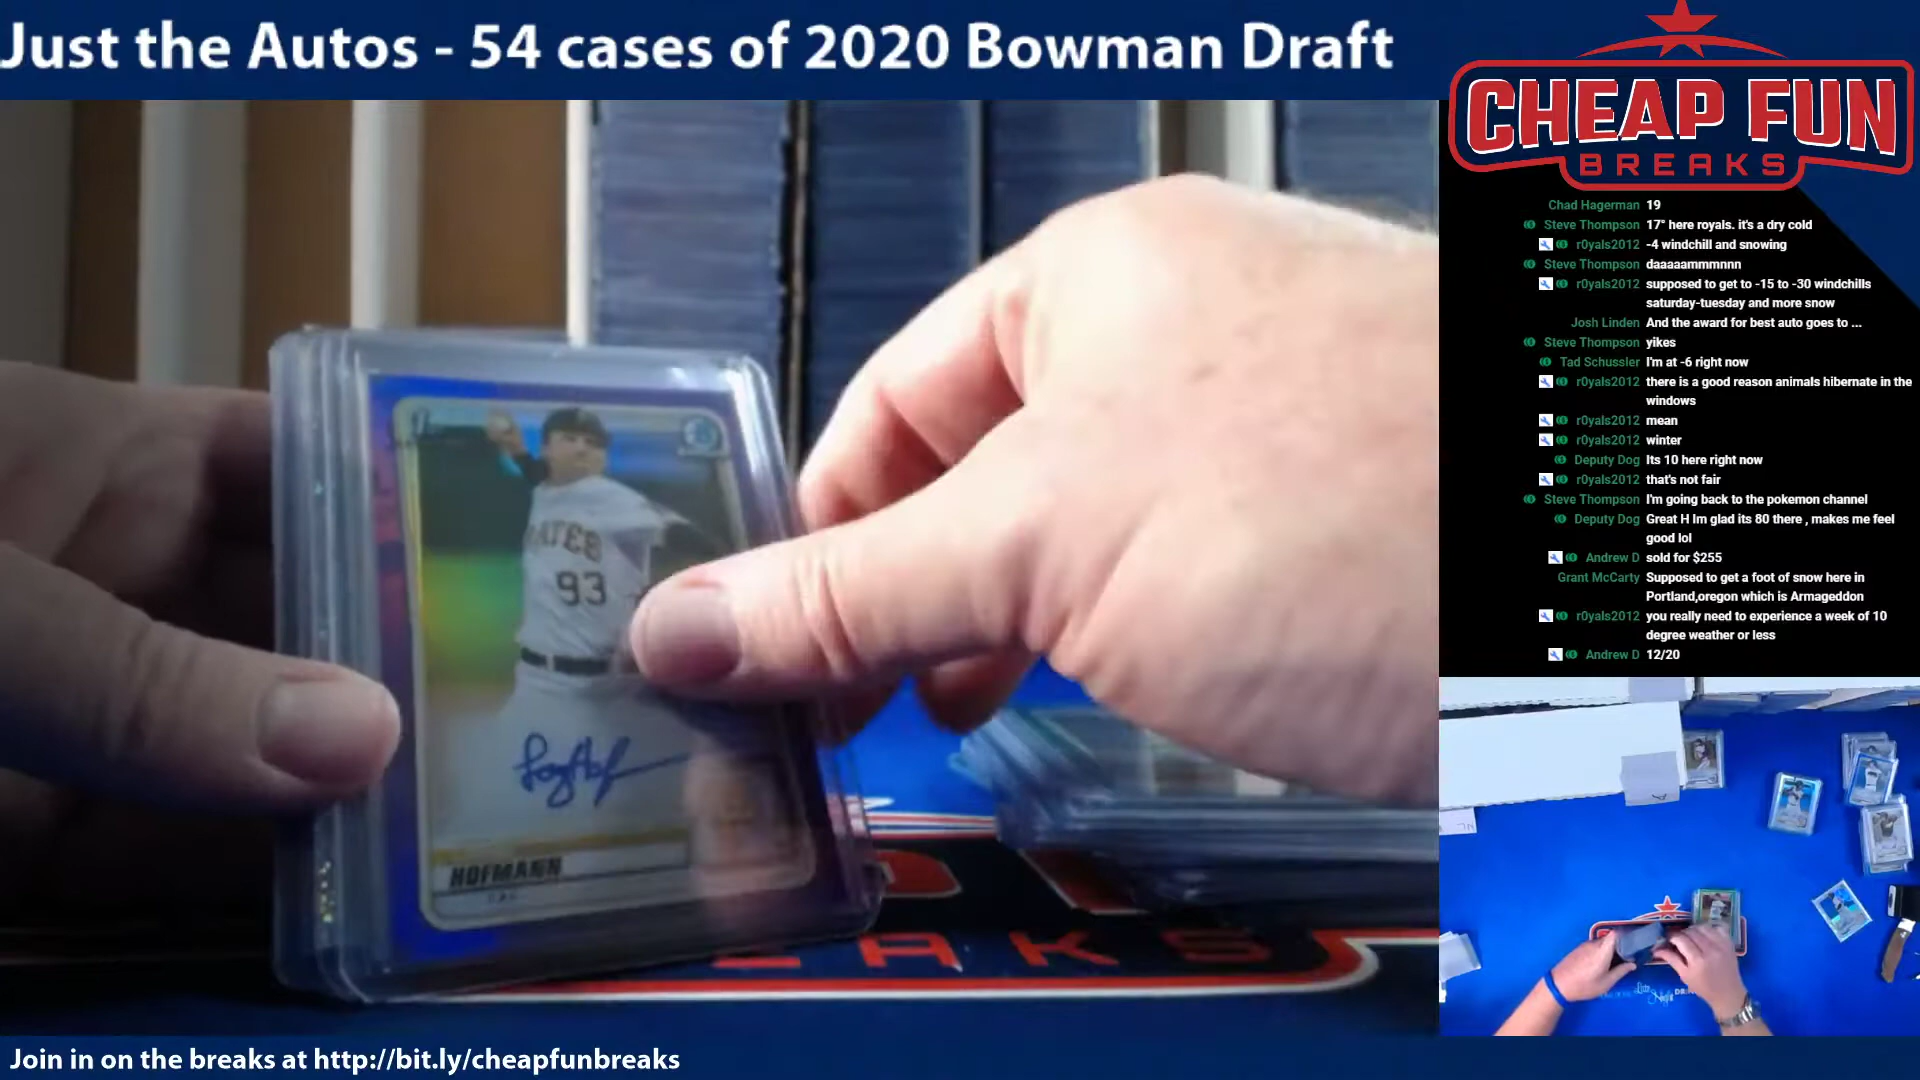 Just the Autos - 54 cases of 2020 Bowman Draft
CHEAP FUN
BREAKS
Chad Hagerman 19
Steve Thompson 17° here royals. it's a dry cold
r0yals2012 -4 windchill and snowing
Steve Thompson daaaaammmnnn
r0yals2012 supposed to get to -15 to -30 windchills
saturday-tuesday and more snow
Josh Linden And the award for best auto goes to ...
Steve Thompson yikes
Tad Schussler I'm at -6 right now
r0yals2012 there is a good reason animals hibernate in the
windows
r0yals2012 mean
r0yals2012 winter
Deputy Dog Its 10 here right now
r0yals2012 that's not fair
Steve Thompson I'm going back to the pokemon channel
Deputy Dog Great H Im glad its 80 there , makes me feel
good lol
Andrew D sold for $255
Grant McCarty Supposed to get a foot of snow here in
Portland,oregon which is Armageddon
r0yals2012 you really need to experience a week of 10
degree weather or less
Andrew D 12/20
93
HOFMANN
Join in on the breaks at http://bit.ly/cheapfunbreaks